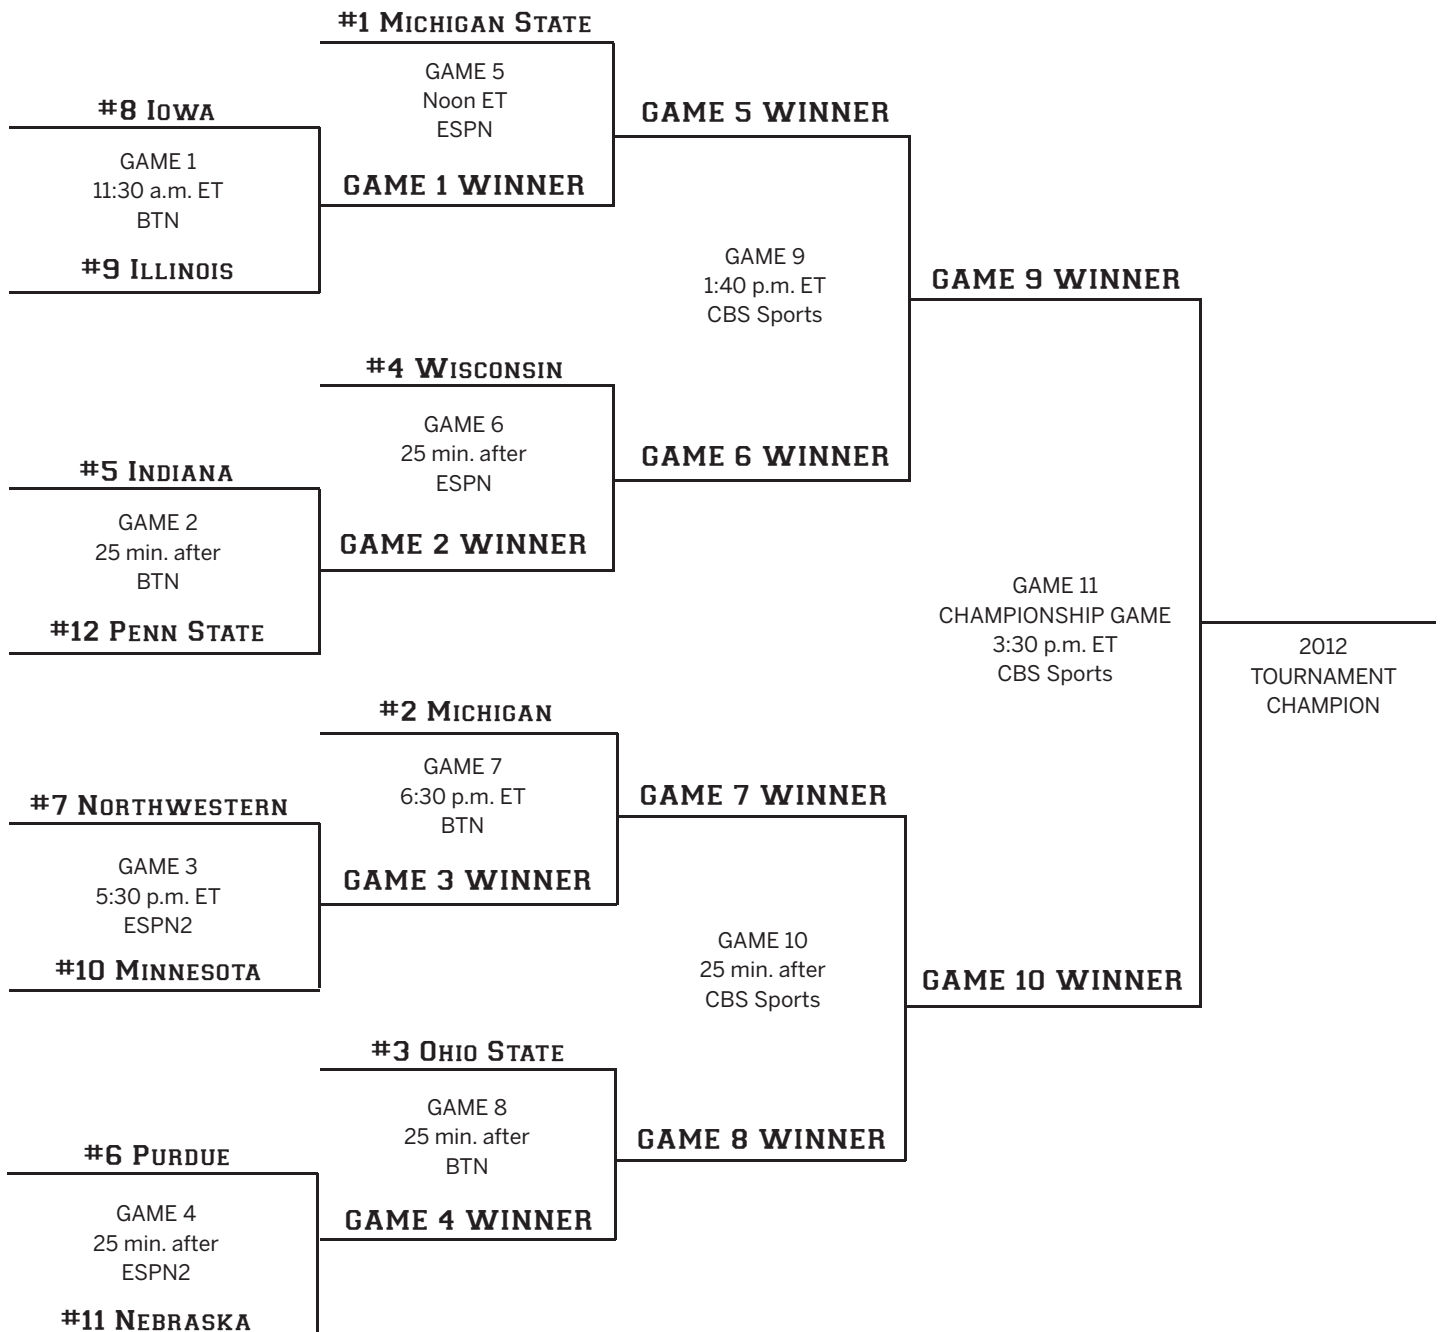 #1 Michigan State
GAME 5
Noon ET
ESPN
GAME 1 WINNER
#8 Iowa
GAME 1
11:30 a.m. ET
BTN
#9 Illinois
GAME 5 WINNER
GAME 9
1:40 p.m. ET
CBS Sports
GAME 6 WINNER
#4 Wisconsin
GAME 6
25 min. after
ESPN
GAME 2 WINNER
#5 Indiana
GAME 2
25 min. after
BTN
#12 Penn State
GAME 9 WINNER
GAME 11
CHAMPIONSHIP GAME
3:30 p.m. ET
CBS Sports
GAME 10 WINNER
2012
TOURNAMENT
CHAMPION
#2 Michigan
GAME 7
6:30 p.m. ET
BTN
GAME 3 WINNER
#7 Northwestern
GAME 3
5:30 p.m. ET
ESPN2
#10 Minnesota
GAME 7 WINNER
GAME 10
25 min. after
CBS Sports
GAME 8 WINNER
#3 Ohio State
GAME 8
25 min. after
BTN
GAME 4 WINNER
#6 Purdue
GAME 4
25 min. after
ESPN2
#11 Nebraska